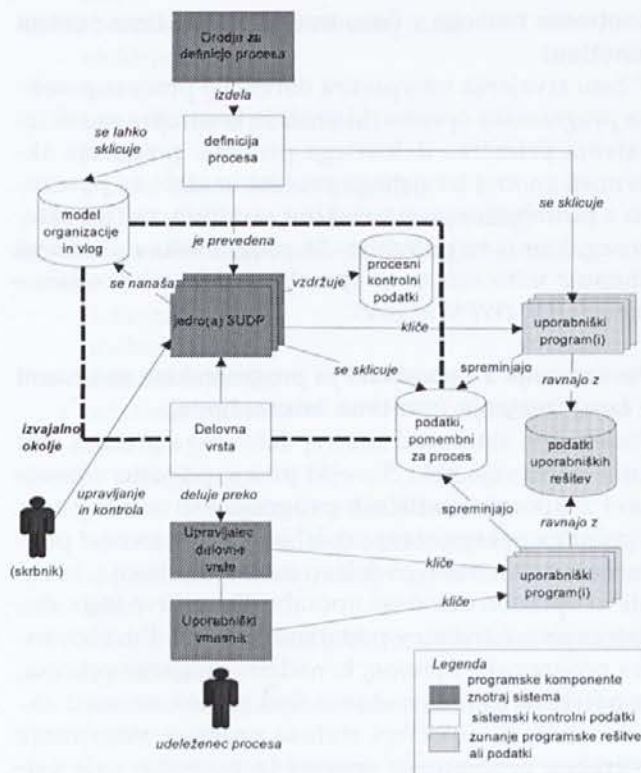 Orodja za
definicijo procesa
izdela
se lahko
sklicuje
definicija
procesa
se sklicuje
model
organizacije
in vlog
je prevedena
procesni
kontrolni
podatki
se nanaša
vzdržuje
jedro(a) SUDP
kliče
uporabniški
program(i)
se sklicuje
spreminjajo
ravnajo z
izvajalno
okolje
Delovna
vrsta
podatki,
pomembni
za proces
podatki
uporabniških
rešitev
upravljanje
in kontrola
deluje preko
spreminjajo
ravnajo z
(skrbnik)
Upravljalec
delovne
vrste
kliče
uporabniški
program(i)
kliče
Uporabniški
vmesnik
udeleženec procesa
Legenda
programske komponente
znotraj sistema
sistemski kontrolni podatki
zunanje programske rešitve
ali podatki